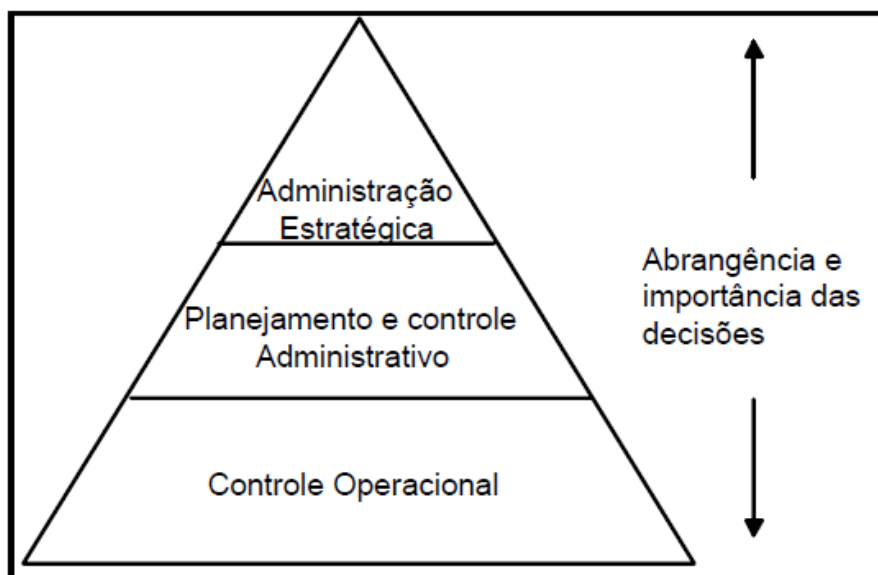 Administração
Estratégica
Planejamento e controle
Administrativo
Controle Operacional
Abrangência e
importância das
decisões